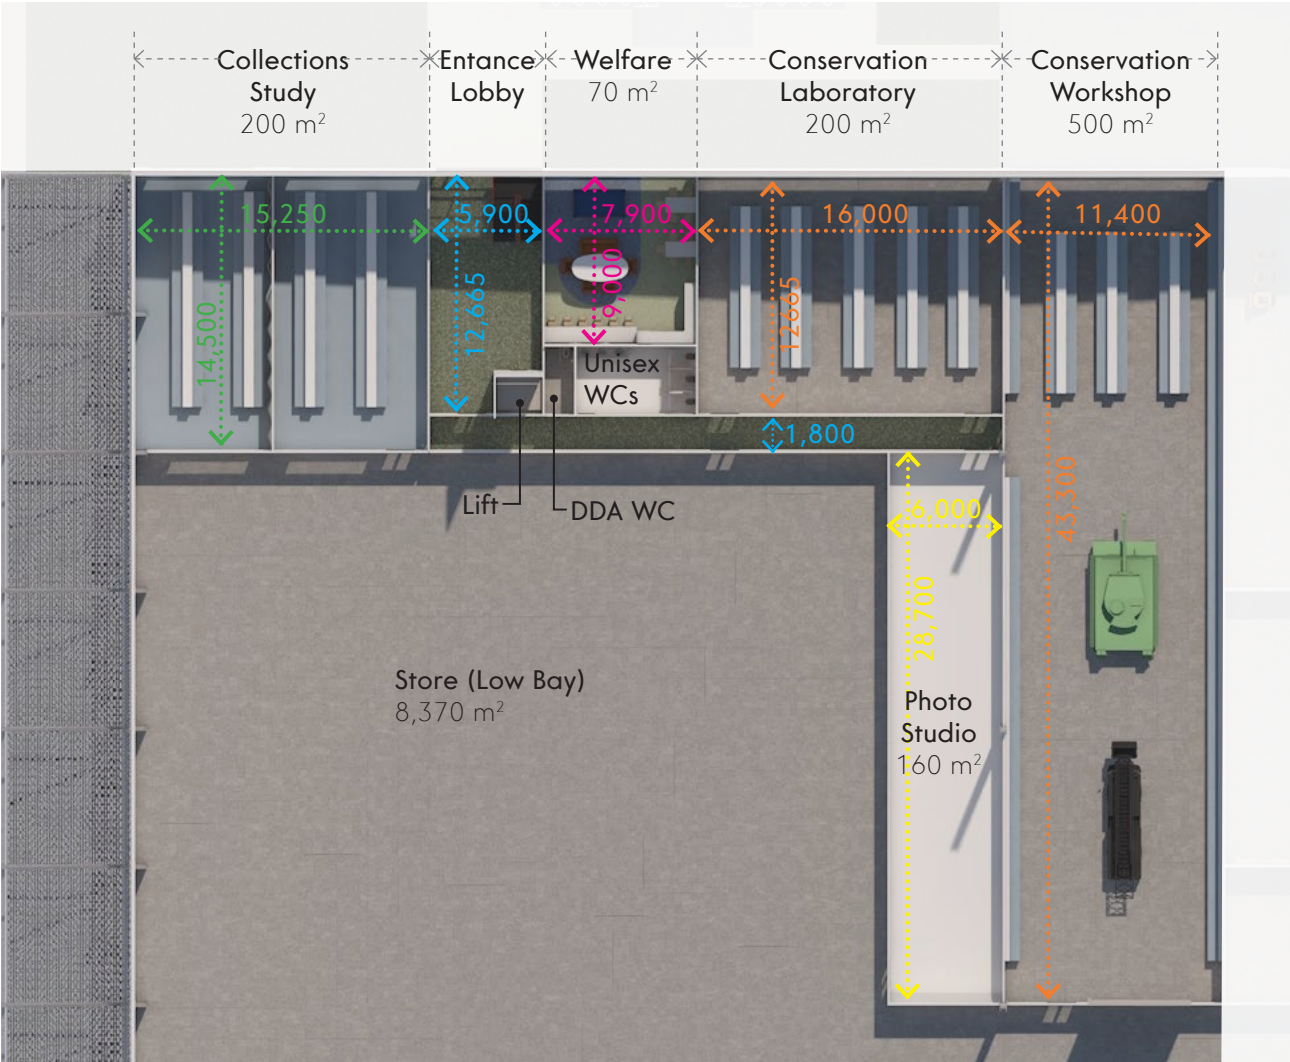 Collections
Study
200 m²
Entance
Lobby
Welfare
70 m²
Conservation
Laboratory
200 m²
Conservation
Workshop
500 m²
15,250
5,900
7,900
16,000
11,400
14,500
12,665
9,000
12665
Unisex
WCs
1,800
Lift
DDA WC
6,000
43,300
28,700
Store (Low Bay)
8,370 m²
Photo
Studio
160 m²